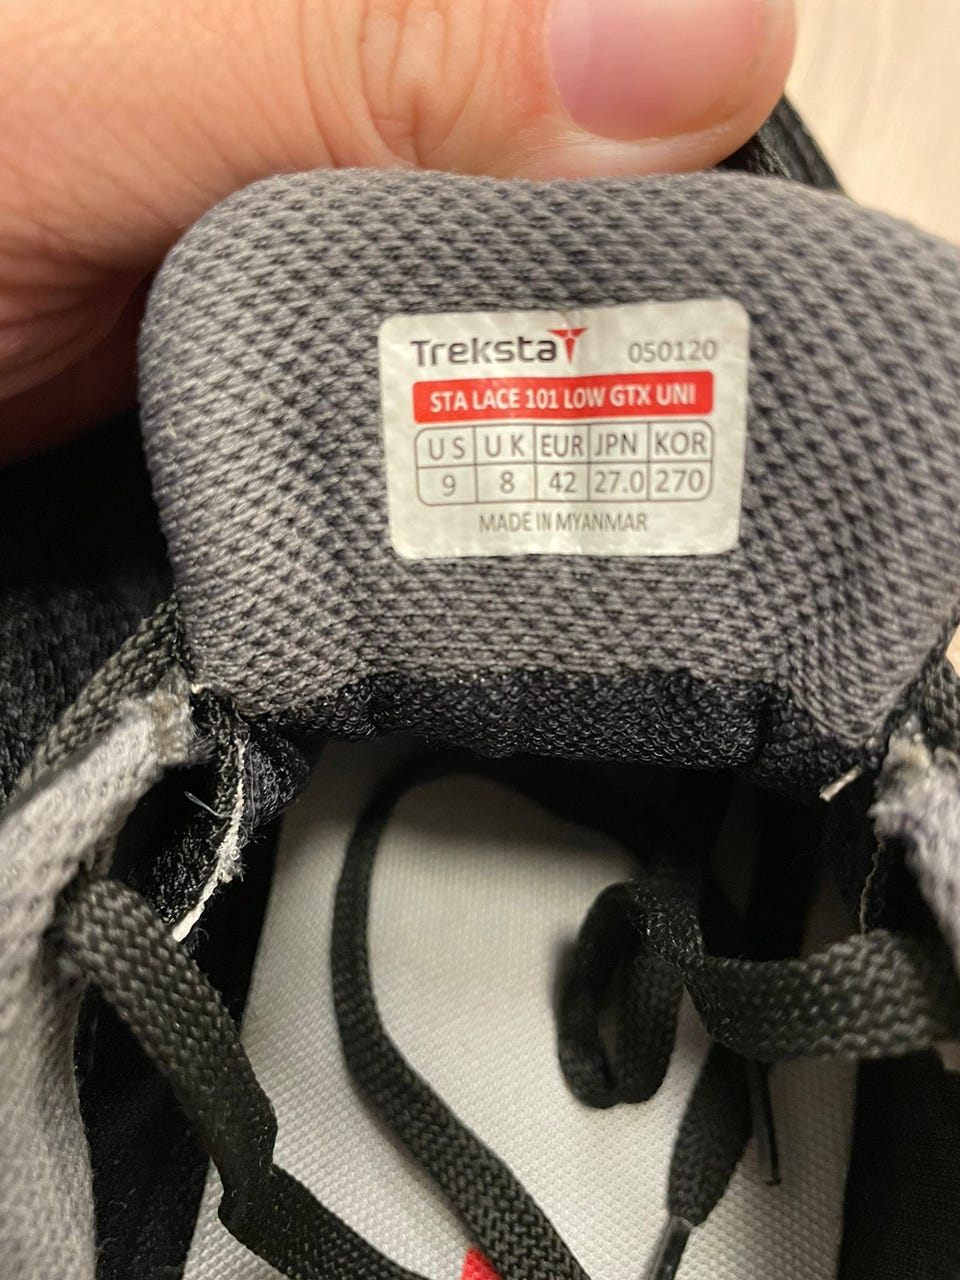 Treksta 050120
STA LACE 101 LOW GTX UNI
US UK EUR JPN KOR
9 8 42 27.0 270
MADE IN MYANMAR